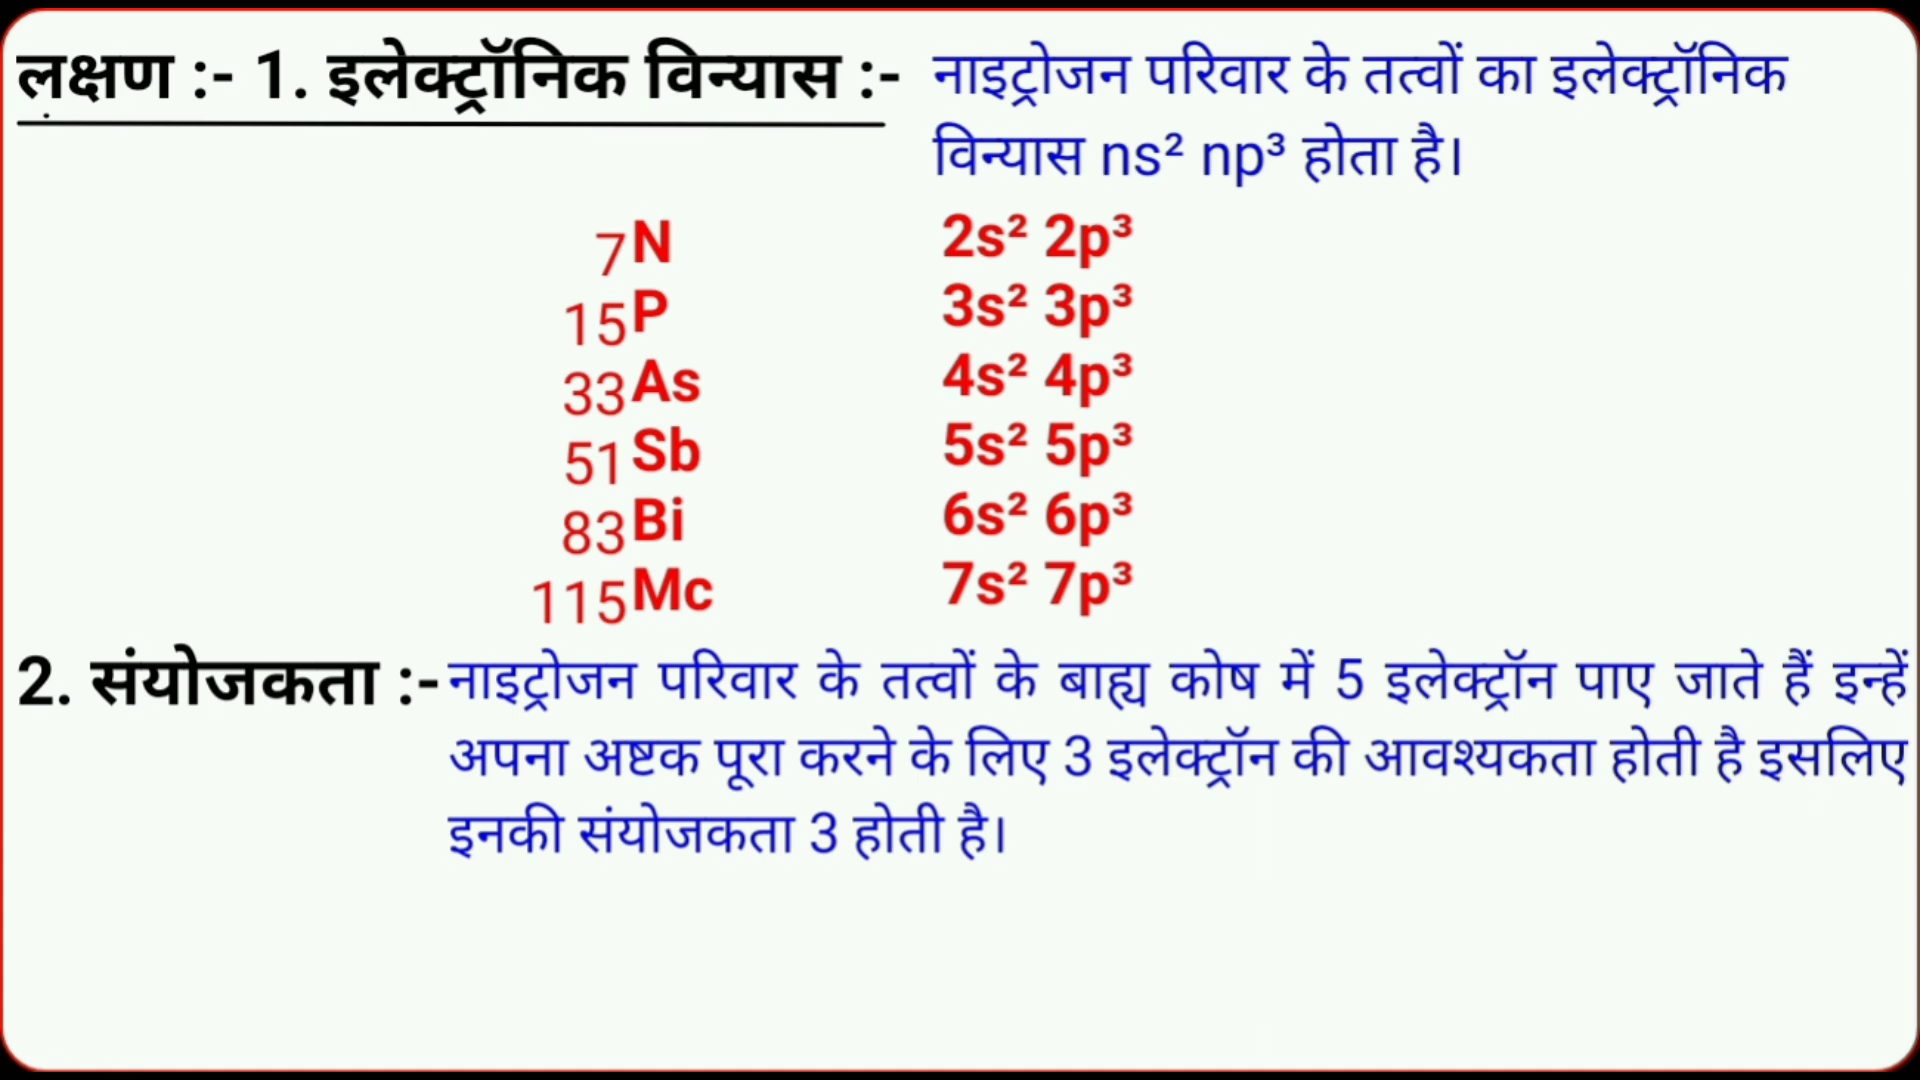 लक्षण :- 1. इलेक्ट्रॉनिक विन्यास :- नाइट्रोजन परिवार के तत्वों का इलेक्ट्रॉनिक
विन्यास ns² np³ होता है।
7N 2s² 2p³
15P 3s² 3p³
33As 4s² 4p³
51Sb 5s² 5p³
83Bi 6s² 6p³
115Mc 7s² 7p³
2. संयोजकता :- नाइट्रोजन परिवार के तत्वों के बाह्य कोष में 5 इलेक्ट्रॉन पाए जाते हैं इन्हें
अपना अष्टक पूरा करने के लिए 3 इलेक्ट्रॉन की आवश्यकता होती है इसलिए
इनकी संयोजकता 3 होती है।